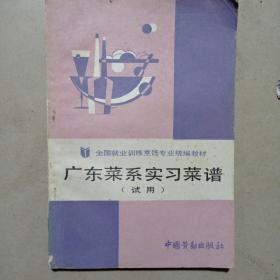 全国就业训练烹饪专业统编教材
广东菜系实习菜谱
(试用)
中国劳动出版社